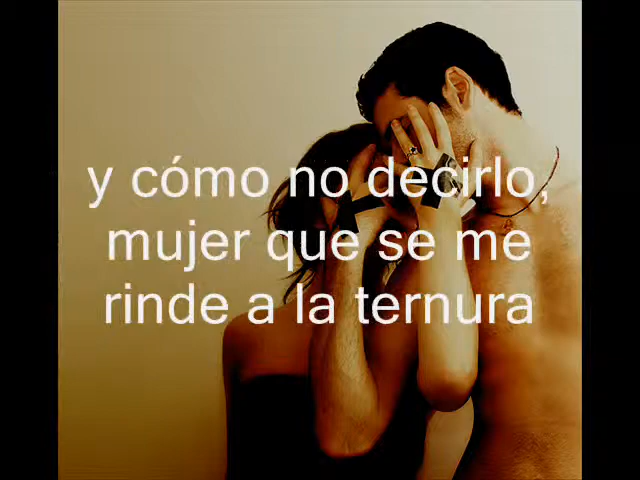 y cómo no decirlo,
mujer que se me
rinde a la ternura